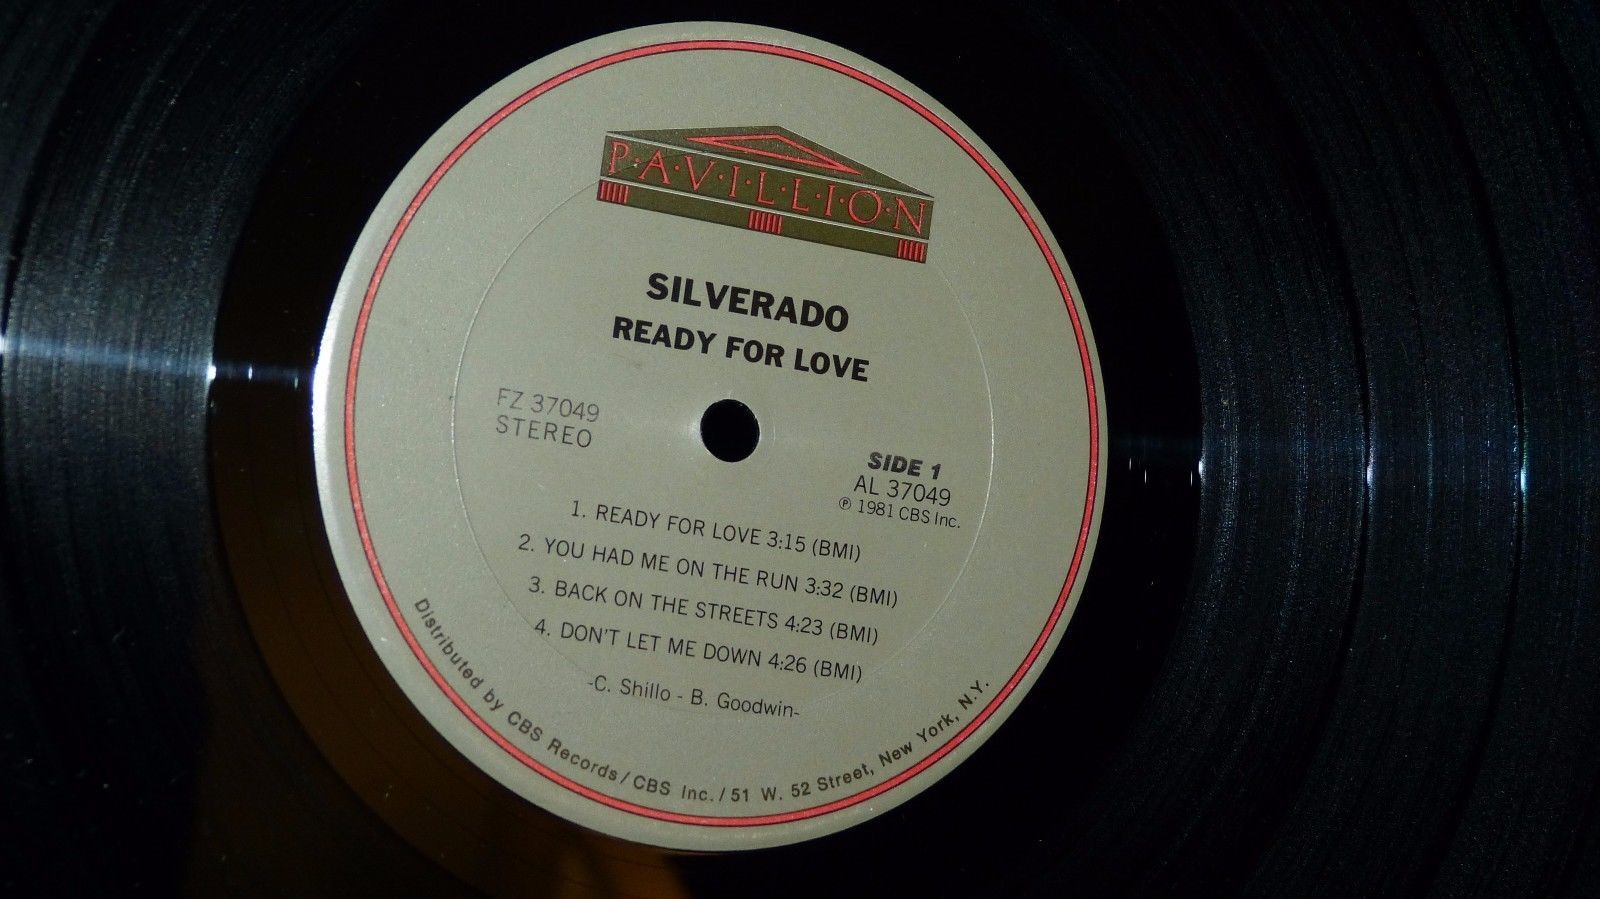 P·A·V·I·L·L·I·O·N
SILVERADO
READY FOR LOVE
FZ 37049
STEREO
SIDE 1
AL 37049
℗ 1981 CBS Inc.
1. READY FOR LOVE 3:15 (BMI)
2. YOU HAD ME ON THE RUN 3:32 (BMI)
3. BACK ON THE STREETS 4:23 (BMI)
4. DON'T LET ME DOWN 4:26 (BMI)
-C. Shillo - B. Goodwin-
Distributed by CBS Records / CBS Inc. / 51 W. 52 Street, New York, N.Y.